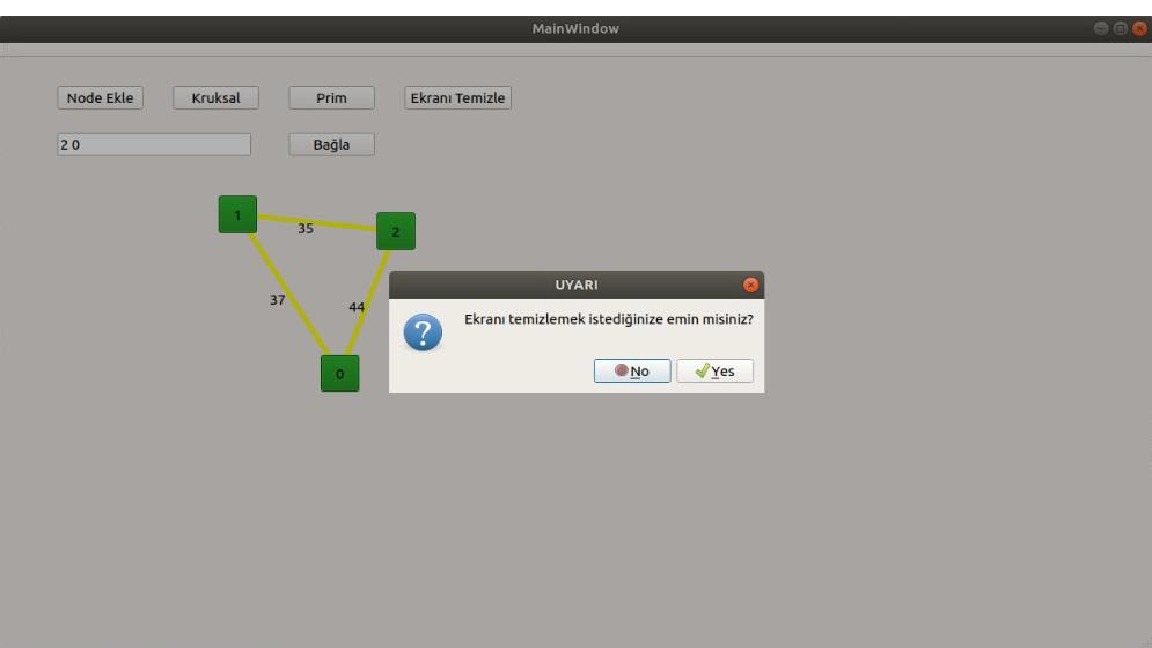 MainWindow
Node Ekle Kruksal Prim Ekranı Temizle
2 0 Bağla
1
35
2
37
44
0
UYARI
Ekranı temizlemek istediğinize emin misiniz?
No Yes